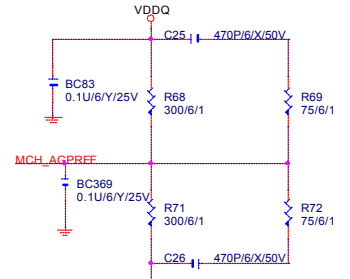 VDDQ
C25 470P/6/X/50V
BC83
0.1U/6/Y/25V
R68
300/6/1
R69
75/6/1
MCH_AGPREF
BC369
0.1U/6/Y/25V
R71
300/6/1
R72
75/6/1
C26 470P/6/X/50V